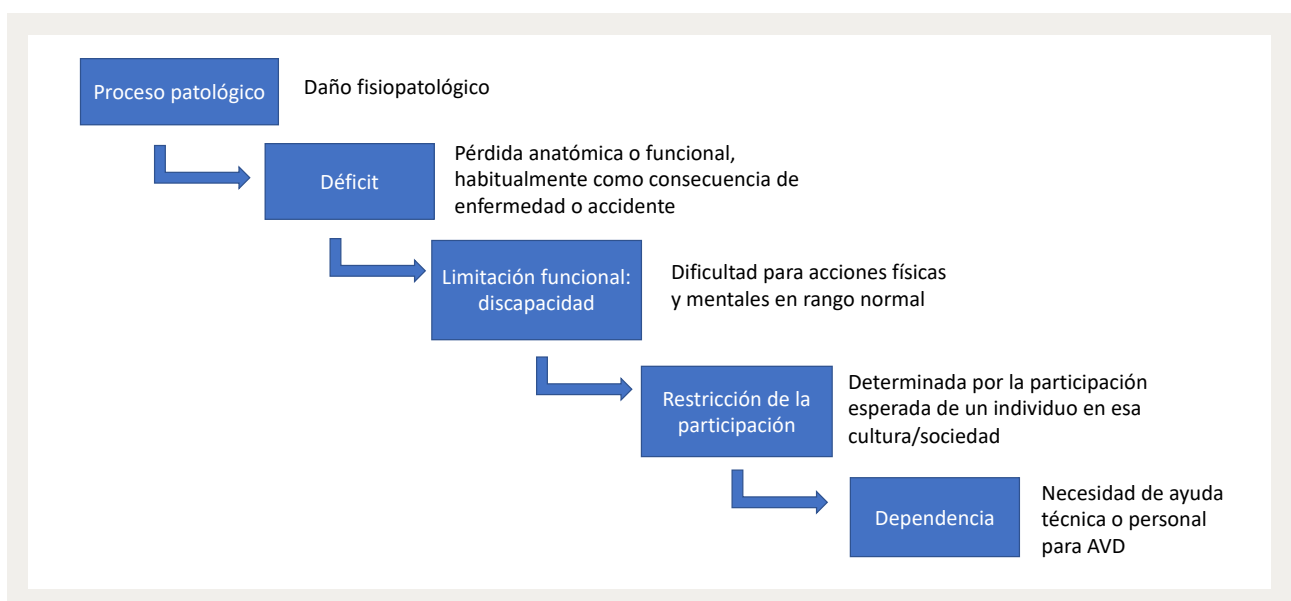 Proceso patológico
Daño fisiopatológico
Déficit
Pérdida anatómica o funcional,
habitualmente como consecuencia de
enfermedad o accidente
Limitación funcional:
discapacidad
Dificultad para acciones físicas
y mentales en rango normal
Restricción de la
participación
Determinada por la participación
esperada de un individuo en esa
cultura/sociedad
Dependencia
Necesidad de ayuda
técnica o personal
para AVD